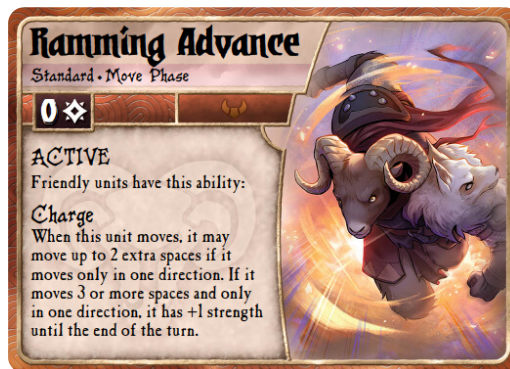 Ramming Advance
Standard • Move Phase
0
ACTIVE
Friendly units have this ability:
Charge
When this unit moves, it may
move up to 2 extra spaces if it
moves only in one direction. If it
moves 3 or more spaces and only
in one direction, it has +1 strength
until the end of the turn.